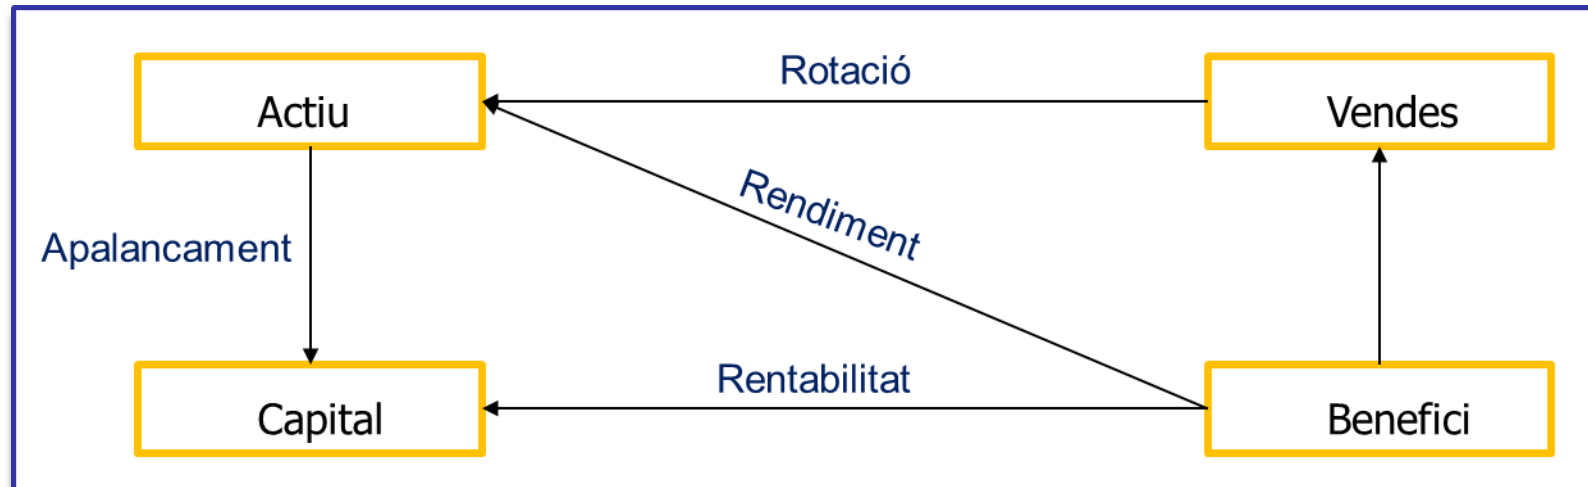 Rotació
Actiu
Vendes
Rendiment
Apalancament
Rentabilitat
Capital
Benefici